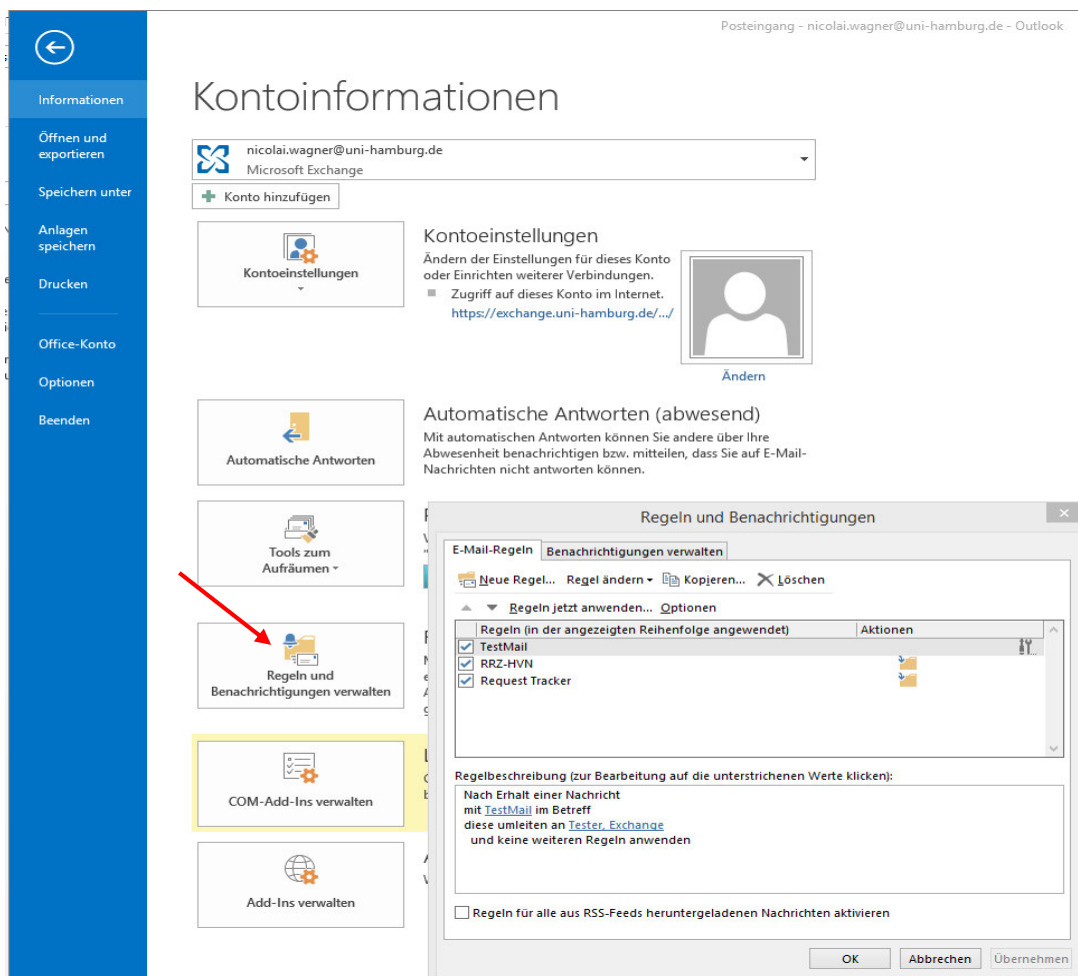 Posteingang - nicolai.wagner@uni-hamburg.de - Outlook
Informationen
Öffnen und
exportieren
Speichern unter
Anlagen
speichern
Drucken
Office-Konto
Optionen
Beenden
Kontoinformationen
nicolai.wagner@uni-hamburg.de
Microsoft Exchange
Konto hinzufügen
Kontoeinstellungen
Kontoeinstellungen
Ändern der Einstellungen für dieses Konto
oder Einrichten weiterer Verbindungen.
Zugriff auf dieses Konto im Internet.
https://exchange.uni-hamburg.de/.../
Ändern
Automatische Antworten
Automatische Antworten (abwesend)
Mit automatischen Antworten können Sie andere über Ihre
Abwesenheit benachrichtigen bzw. mitteilen, dass Sie auf E-Mail-
Nachrichten nicht antworten können.
Tools zum
Aufräumen
Regeln und
Benachrichtigungen verwalten
COM-Add-Ins verwalten
Add-Ins verwalten
Regeln und Benachrichtigungen
E-Mail-Regeln Benachrichtigungen verwalten
Neue Regel... Regel ändern Kopieren... Löschen
Regeln jetzt anwenden... Optionen
Regeln (in der angezeigten Reihenfolge angewendet) Aktionen
TestMail
RRZ-HVN
Request Tracker
Regelbeschreibung (zur Bearbeitung auf die unterstrichenen Werte klicken):
Nach Erhalt einer Nachricht
mit TestMail im Betreff
diese umleiten an Tester, Exchange
und keine weiteren Regeln anwenden
Regeln für alle aus RSS-Feeds heruntergeladenen Nachrichten aktivieren
OK Abbrechen Übernehmen